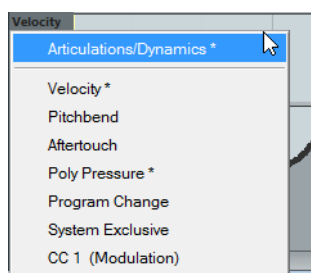 Velocity
Articulations/Dynamics *
Velocity *
Pitchbend
Aftertouch
Poly Pressure *
Program Change
System Exclusive
CC 1 (Modulation)